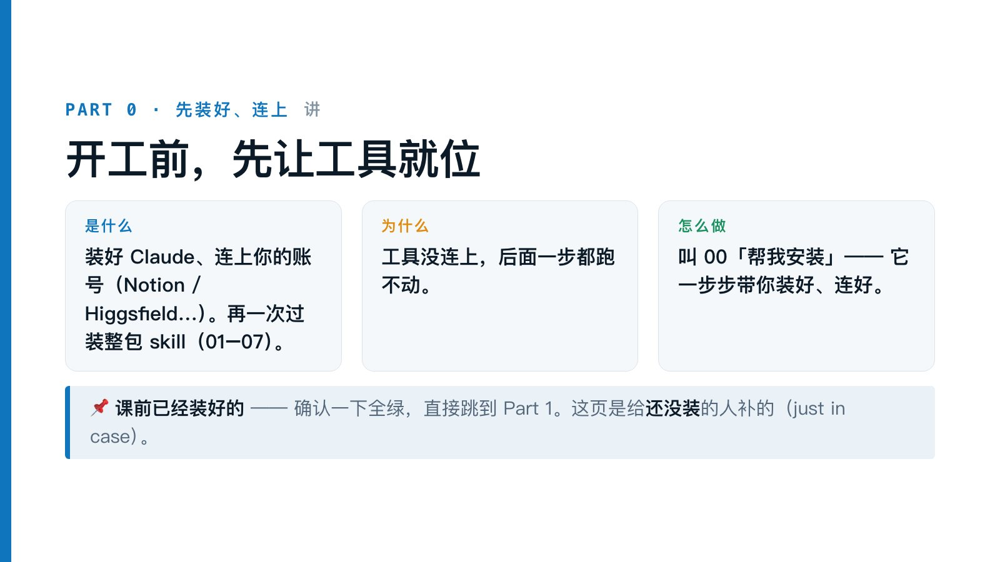 PART 0 · 先装好、连上 讲
开工前，先让工具就位
是什么
装好 Claude、连上你的账
号（Notion /
Higgsfield…）。再一次过
装整包 skill（01—07）。
为什么
工具没连上，后面一步都跑
不动。
怎么做
叫 00「帮我安装」—— 它
一步步带你装好、连好。
📌 课前已经装好的 —— 确认一下全绿，直接跳到 Part 1。这页是给还没装的人补的（just in
case）。